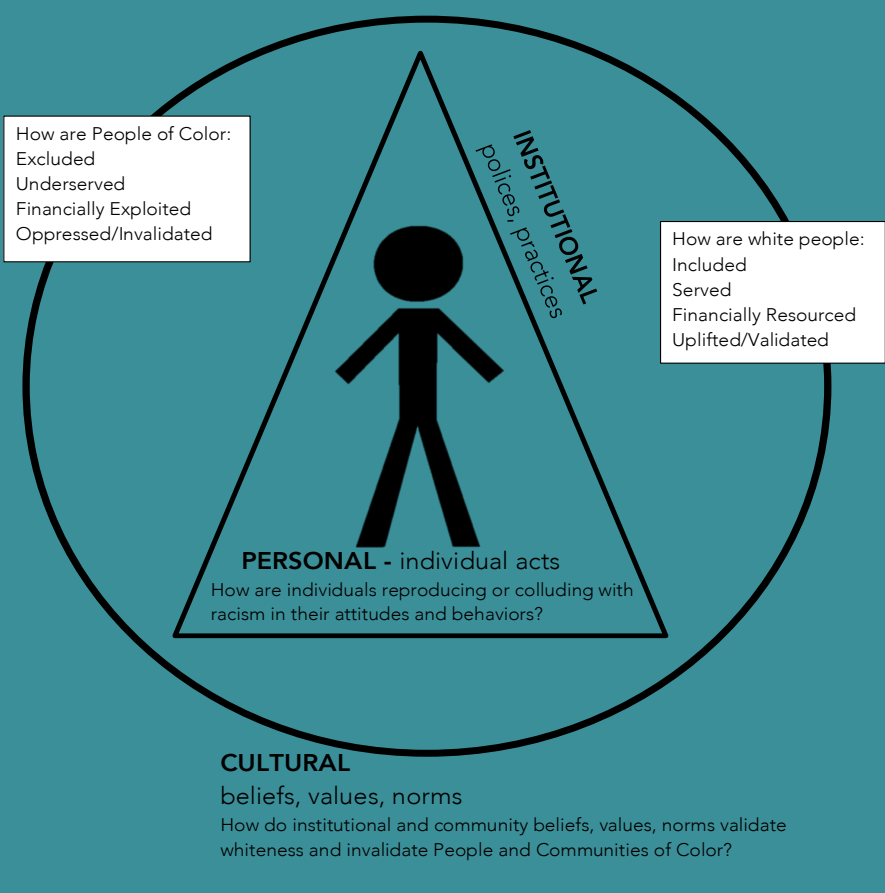 How are People of Color:
Excluded
Underserved
Financially Exploited
Oppressed/Invalidated
INSTITUTIONAL
polices, practices
How are white people:
Included
Served
Financially Resourced
Uplifted/Validated
PERSONAL - individual acts
How are individuals reproducing or colluding with
racism in their attitudes and behaviors?
CULTURAL
beliefs, values, norms
How do institutional and community beliefs, values, norms validate
whiteness and invalidate People and Communities of Color?